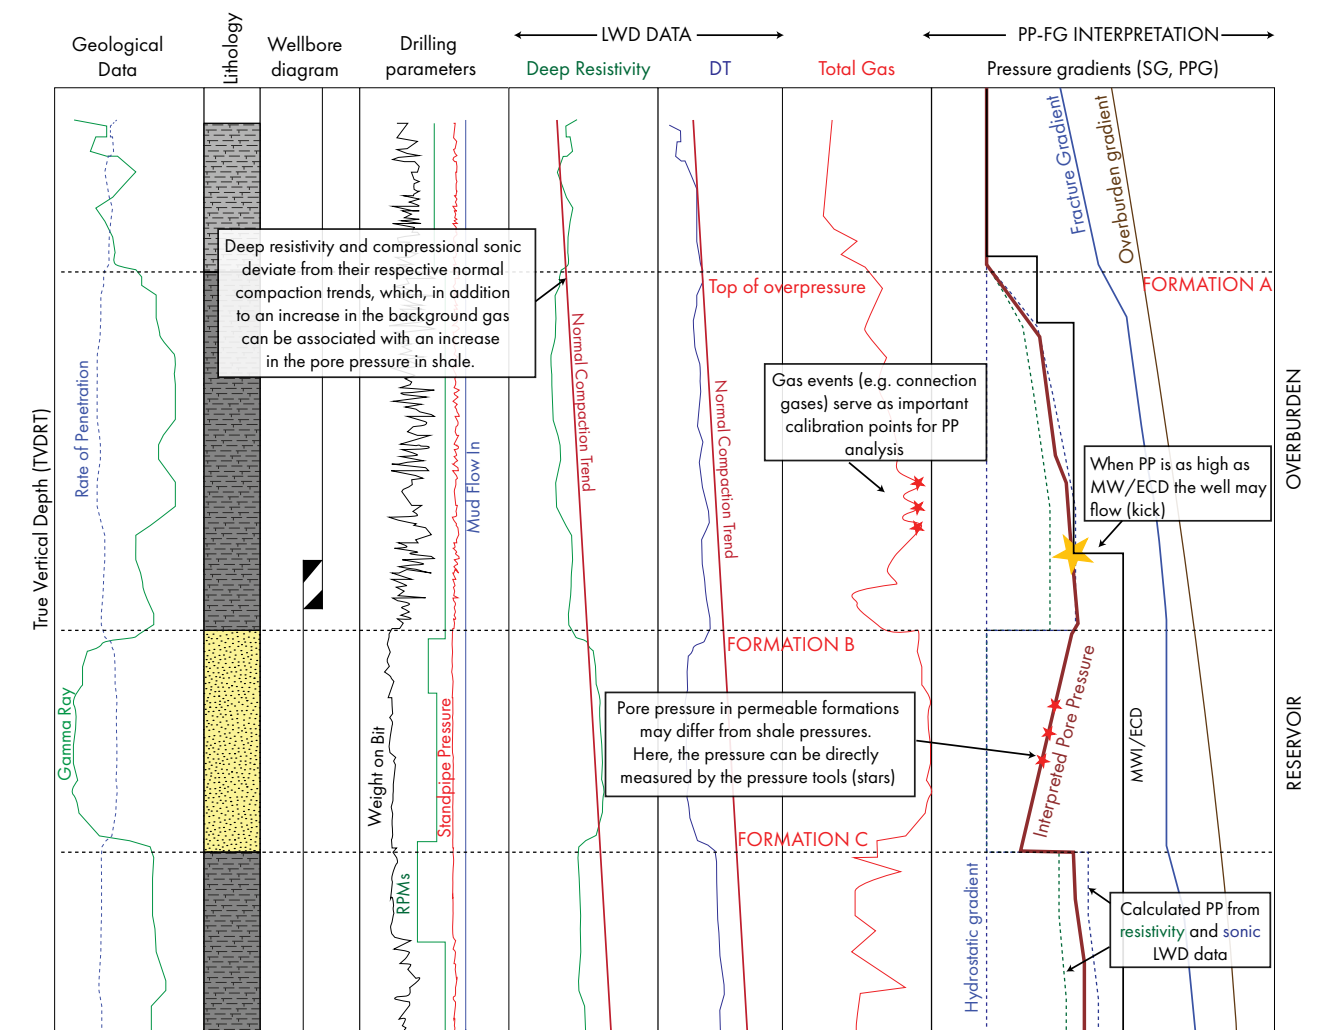 Geological
Data
Lithology
Wellbore
diagram
Drilling
parameters
LWD DATA
Deep Resistivity
DT
Total Gas
PP-FG INTERPRETATION
Pressure gradients (SG, PPG)
Fracture Gradient
Overburden gradient
Deep resistivity and compressional sonic
deviate from their respective normal
compaction trends, which, in addition
to an increase in the background gas
can be associated with an increase
in the pore pressure in shale.
Top of overpressure
FORMATION A
Normal Compaction Trend
Normal Compaction Trend
Gas events (e.g. connection
gases) serve as important
calibration points for PP
analysis
When PP is as high as
MW/ECD the well may
flow (kick)
OVERBURDEN
True Vertical Depth (TVDRT)
Rate of Penetration
Mud Flow In
FORMATION B
Gamma Ray
Weight on Bit
Standpipe Pressure
Pore pressure in permeable formations
may differ from shale pressures.
Here, the pressure can be directly
measured by the pressure tools (stars)
Interpreted Pore Pressure
MWI/ECD
RESERVOIR
FORMATION C
RPMs
Hydrostatic gradient
Calculated PP from
resistivity and sonic
LWD data